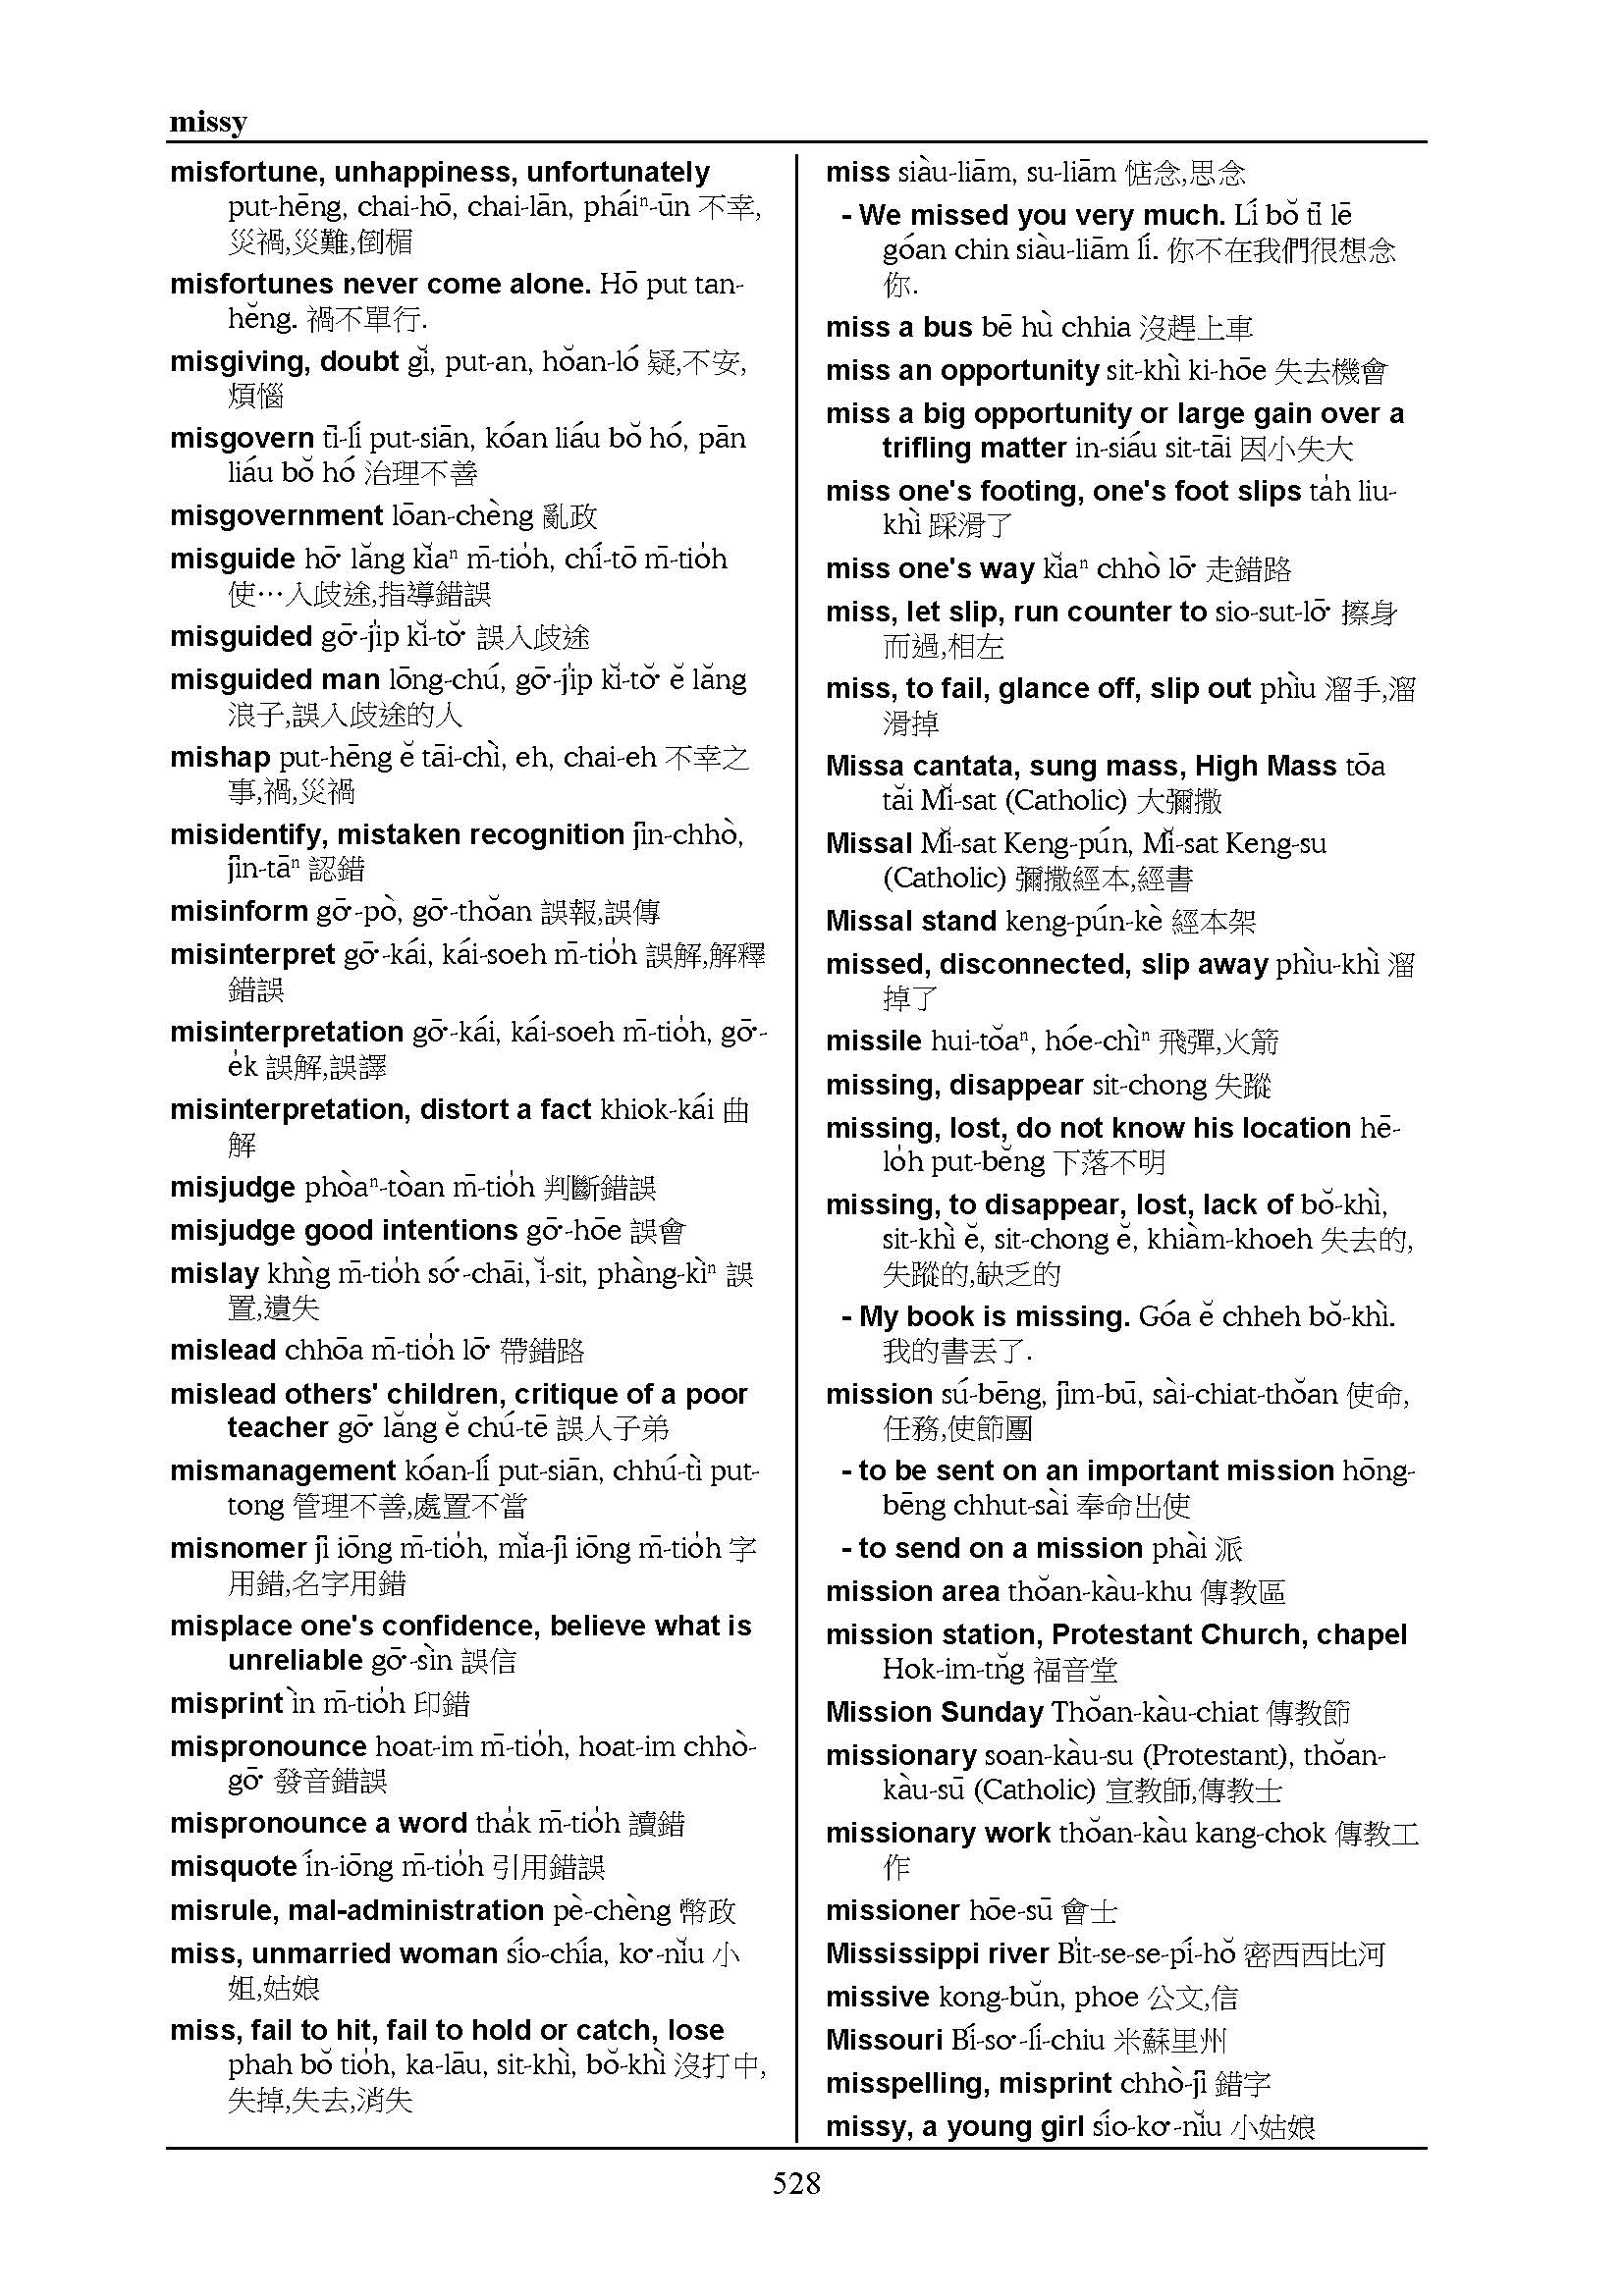 missy
misfortune, unhappiness, unfortunately
put-hēng, chai-hō, chai-lān, pháiⁿ-ūn 不幸,
災禍,災難,倒楣
misfortunes never come alone. Hō put tan-
hĕng. 禍不單行.
misgiving, doubt gĭ, put-an, hŏan-ló 疑,不安,
煩惱
misgovern tī-lí put-siān, kóan liáu bŏ hó, pān
liáu bŏ hó 治理不善
misgovernment lōan-chèng 亂政
misguide hō͘ lăng kĭaⁿ m̄-tio̍h, chí-tō m̄-tio̍h
使⋯入歧途,指導錯誤
misguided gō͘-ji̍p kĭ-tŏ͘ 誤入歧途
misguided man lōng-chú, gō͘-ji̍p kĭ-tŏ͘ ĕ lăng
浪子,誤入歧途的人
mishap put-hēng ĕ tāi-chì, eh, chai-eh 不幸之
事,禍,災禍
misidentify, mistaken recognition jīn-chhò,
jīn-tāⁿ 認錯
misinform gō͘-pò, gō͘-thŏan 誤報,誤傳
misinterpret gō͘-kái, kái-soeh m̄-tio̍h 誤解,解釋
錯誤
misinterpretation gō͘-kái, kái-soeh m̄-tio̍h, gō͘-
e̍k 誤解,誤譯
misinterpretation, distort a fact khiok-kái 曲
解
misjudge phòaⁿ-tòan m̄-tio̍h 判斷錯誤
misjudge good intentions gō͘-hōe 誤會
mislay khǹg m̄-tio̍h só͘-chāi, ĭ-sit, phàng-kìⁿ 誤
置,遺失
mislead chhōa m̄-tio̍h lō͘ 帶錯路
mislead others' children, critique of a poor
teacher gō͘ lăng ĕ chú-tē 誤人子弟
mismanagement kóan-lí put-siān, chhú-tì put-
tong 管理不善,處置不當
misnomer jī iōng m̄-tio̍h, mĭa-jī iōng m̄-tio̍h 字
用錯,名字用錯
misplace one's confidence, believe what is
unreliable gō͘-sìn 誤信
misprint ìn m̄-tio̍h 印錯
mispronounce hoat-im m̄-tio̍h, hoat-im chhò-
gō͘ 發音錯誤
mispronounce a word tha̍k m̄-tio̍h 讀錯
misquote ín-iōng m̄-tio̍h 引用錯誤
misrule, mal-administration pè-chèng 幣政
miss, unmarried woman sío-chía, ko͘-nĭu 小
姐,姑娘
miss, fail to hit, fail to hold or catch, lose
phah bŏ tio̍h, ka-lāu, sit-khì, bŏ-khì 沒打中,
失掉,失去,消失
miss siàu-liām, su-liām 惦念,思念
- We missed you very much. Lí bŏ tī lē
góan chin siàu-liām lí. 你不在我們很想念
你.
miss a bus bē hù chhia 沒趕上車
miss an opportunity sit-khì ki-hōe 失去機會
miss a big opportunity or large gain over a
trifling matter in-siáu sit-tāi 因小失大
miss one's footing, one's foot slips ta̍h liu-
khì 踩滑了
miss one's way kĭaⁿ chhò lō͘ 走錯路
miss, let slip, run counter to sio-sut-lō͘ 擦身
而過,相左
miss, to fail, glance off, slip out phìu 溜手,溜
滑掉
Missa cantata, sung mass, High Mass tōa
tăi Mĭ-sat (Catholic) 大彌撒
Missal Mĭ-sat Keng-pún, Mĭ-sat Keng-su
(Catholic) 彌撒經本,經書
Missal stand keng-pún-kè 經本架
missed, disconnected, slip away phìu-khì 溜
掉了
missile hui-tŏaⁿ, hóe-chìⁿ 飛彈,火箭
missing, disappear sit-chong 失蹤
missing, lost, do not know his location hē-
lo̍h put-bĕng 下落不明
missing, to disappear, lost, lack of bŏ-khì,
sit-khì ĕ, sit-chong ĕ, khiàm-khoeh 失去的,
失蹤的,缺乏的
- My book is missing. Góa ĕ chheh bŏ-khì.
我的書丟了.
mission sú-bēng, jīm-bū, sài-chiat-thŏan 使命,
任務,使節團
- to be sent on an important mission hōng-
bēng chhut-sài 奉命出使
- to send on a mission phài 派
mission area thŏan-kàu-khu 傳教區
mission station, Protestant Church, chapel
Hok-im-tn̆g 福音堂
Mission Sunday Thŏan-kàu-chiat 傳教節
missionary soan-kàu-su (Protestant), thŏan-
kàu-sū (Catholic) 宣教師,傳教士
missionary work thŏan-kàu kang-chok 傳教工
作
missioner hōe-sū 會士
Mississippi river Bi̍t-se-se-pí-hŏ 密西西比河
missive kong-bŭn, phoe 公文,信
Missouri Bí-so͘-lí-chiu 米蘇里州
misspelling, misprint chhò-jī 錯字
missy, a young girl sío-ko͘-nĭu 小姑娘
528